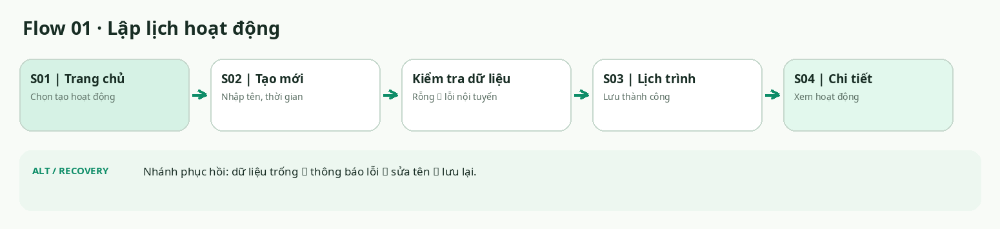 Flow 01 · Lập lịch hoạt động
S01 | Trang chủ
Chọn tạo hoạt động
S02 | Tạo mới
Nhập tên, thời gian
Kiểm tra dữ liệu
Rỗng ▯ lỗi nội tuyến
S03 | Lịch trình
Lưu thành công
S04 | Chi tiết
Xem hoạt động
ALT / RECOVERY
Nhánh phục hồi: dữ liệu trống ▯ thông báo lỗi ▯ sửa tên ▯ lưu lại.